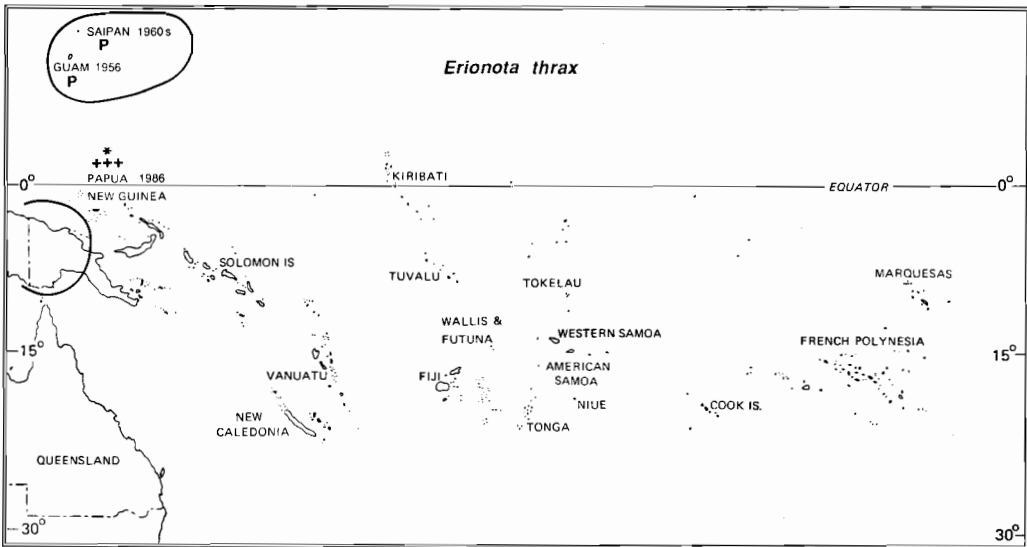 SAIPAN 1960s
P
GUAM 1956
P
Erionota thrax
*
+++
PAPUA 1986
NEW GUINEA
KIRIBATI
0°
EQUATOR
0°
SOLOMON IS
TUVALU
TOKELAU
MARQUESAS
WALLIS &
FUTUNA
WESTERN SAMOA
FRENCH POLYNESIA
15°
15°
VANUATU
FIJI
AMERICAN
SAMOA
NIUE
COOK IS.
NEW
CALEDONIA
TONGA
QUEENSLAND
30°
30°